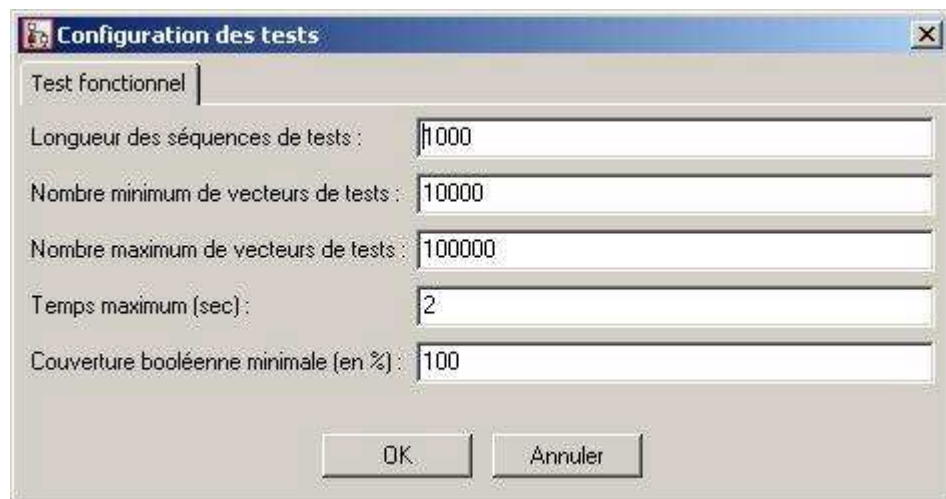 Configuration des tests
Test fonctionnel
Longueur des séquences de tests : 1000
Nombre minimum de vecteurs de tests : 10000
Nombre maximum de vecteurs de tests : 100000
Temps maximum (sec) : 2
Couverture booléenne minimale (en %) : 100
OK Annuler